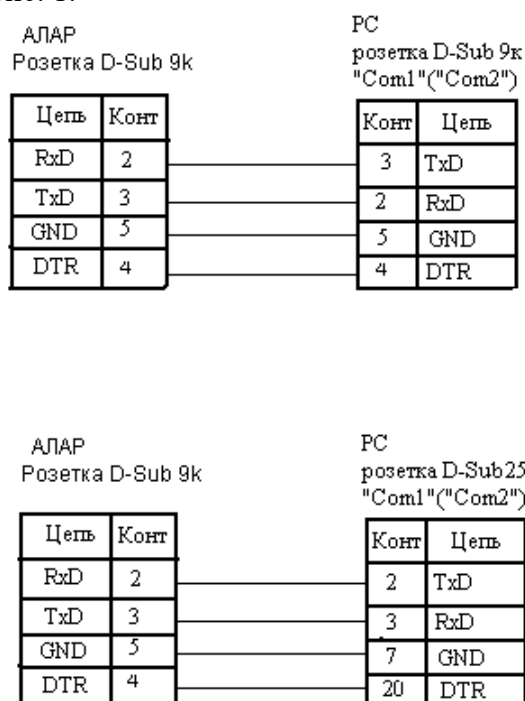 АЛАР
Розетка D-Sub 9k
PC
розетка D-Sub 9к
"Com1"("Com2")
Цепь Конт
RxD 2
TxD 3
GND 5
DTR 4
Конт Цепь
3 TxD
2 RxD
5 GND
4 DTR
АЛАР
Розетка D-Sub 9k
PC
розетка D-Sub25
"Com1"("Com2")
Цепь Конт
RxD 2
TxD 3
GND 5
DTR 4
Конт Цепь
2 TxD
3 RxD
7 GND
20 DTR